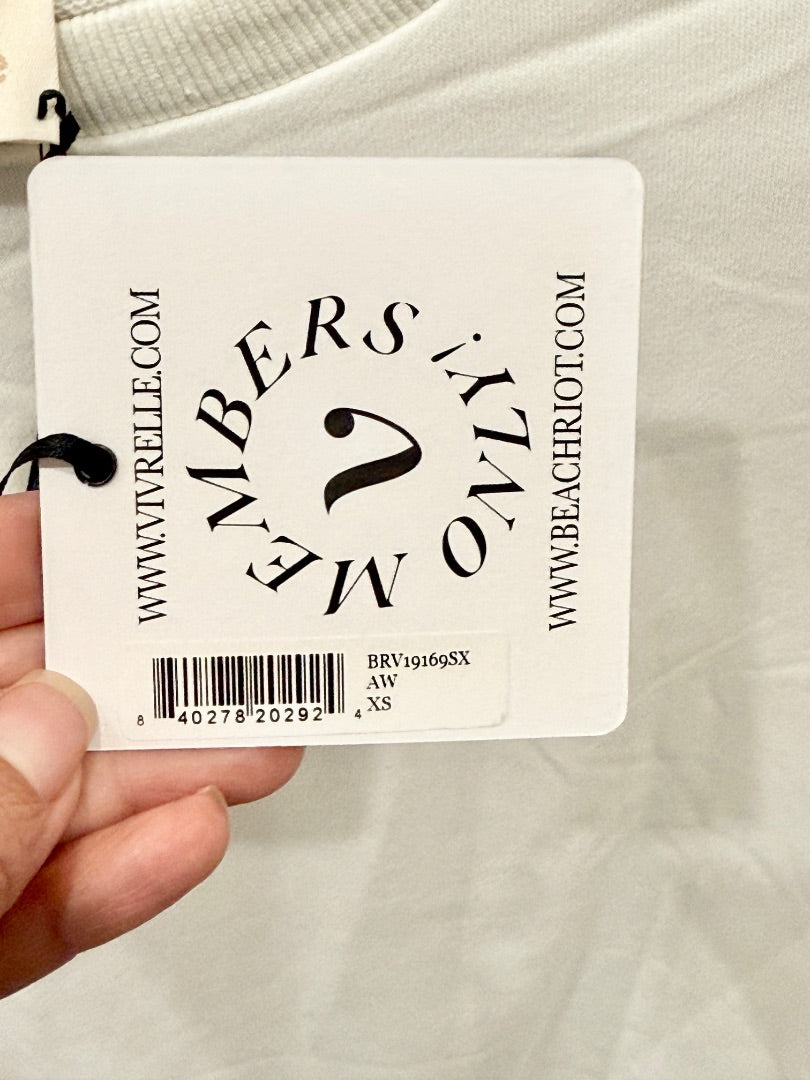 WWW.VIVRELLE.COM
MEMBERS ONLY!
WWW.BEACHRIOT.COM
BRV19169SX
AW
XS
8 40278 20292 4